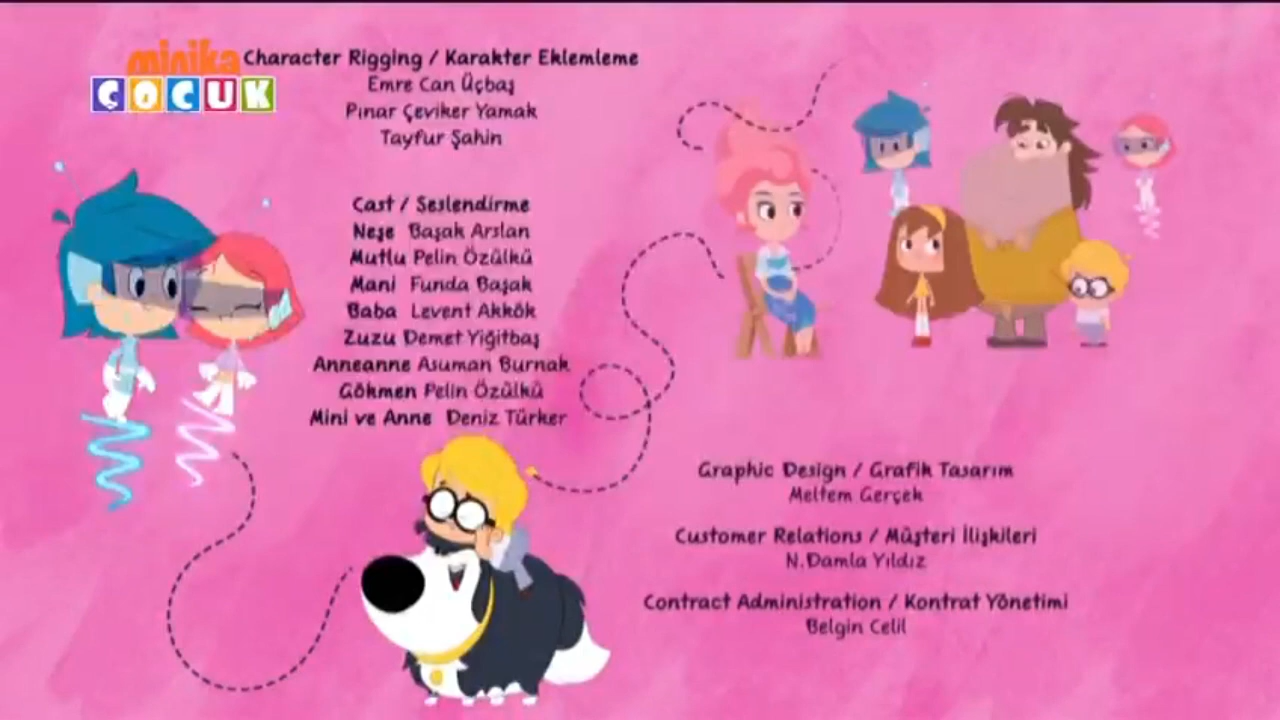 minika
ÇOCUK
Character Rigging / Karakter Eklemleme
Emre Can Üçbaş
Pınar Çeviker Yamak
Tayfur Şahin
Cast / Seslendirme
Neşe Başak Arslan
Mutlu Pelin Özülkü
Mani Funda Başak
Baba Levent Akkök
Zuzu Demet Yiğitbaş
Anneanne Asuman Burnak
Gökmen Pelin Özülkü
Mini ve Anne Deniz Türker
Graphic Design / Grafik Tasarım
Meltem Gerçek
Customer Relations / Müşteri İlişkileri
N.Damla Yıldız
Contract Administration / Kontrat Yönetimi
Belgin Celil